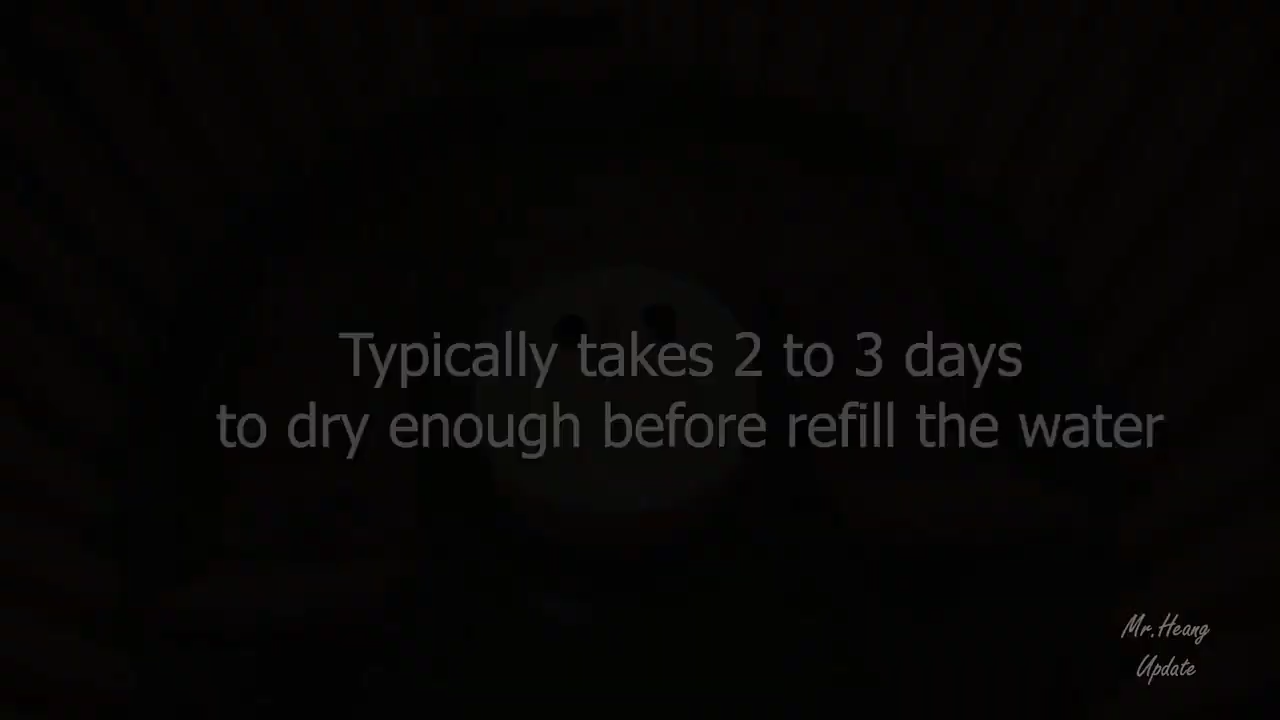 Typically takes 2 to 3 days
to dry enough before refill the water
Mr.Heang
Update